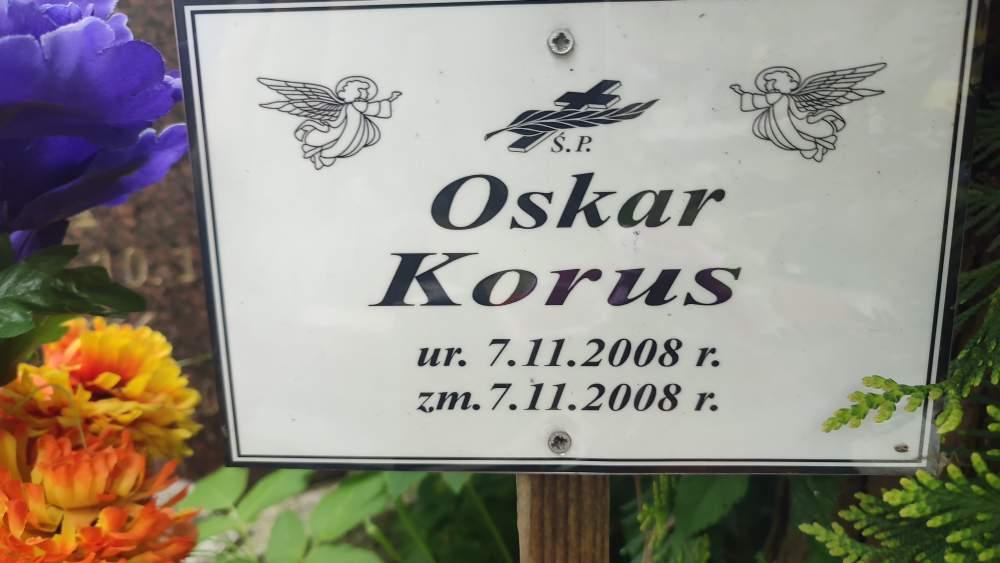 Ś.P.
Oskar
Korus
ur. 7.11.2008 r.
zm.7.11.2008 r.